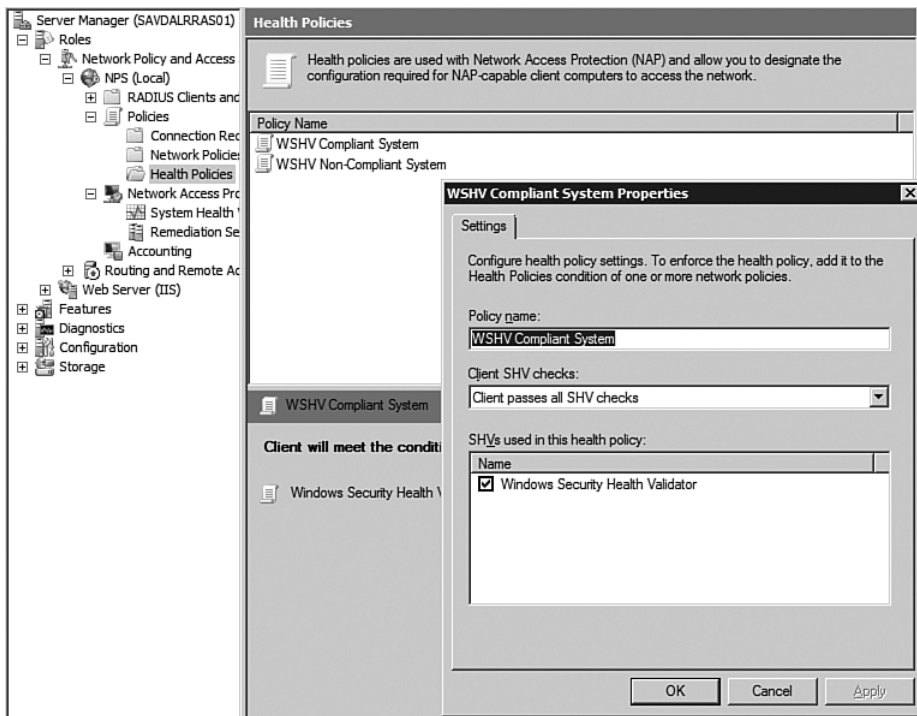 Server Manager (SAVDALRRAS01)
Roles
Network Policy and Access
NPS (Local)
RADIUS Clients and
Policies
Connection Rec
Network Policie
Health Policies
Network Access Pro
System Health
Remediation Se
Accounting
Routing and Remote Ac
Web Server (IIS)
Features
Diagnostics
Configuration
Storage
Health Policies
Health policies are used with Network Access Protection (NAP) and allow you to designate the
configuration required for NAP-capable client computers to access the network.
Policy Name
WSHV Compliant System
WSHV Non-Compliant System
WSHV Compliant System
Client will meet the conditi
Windows Security Health V
WSHV Compliant System Properties
Settings
Configure health policy settings. To enforce the health policy, add it to the
Health Policies condition of one or more network policies.
Policy name:
WSHV Compliant System
Client SHV checks:
Client passes all SHV checks
SHVs used in this health policy:
Name
Windows Security Health Validator
OK
Cancel
Apply